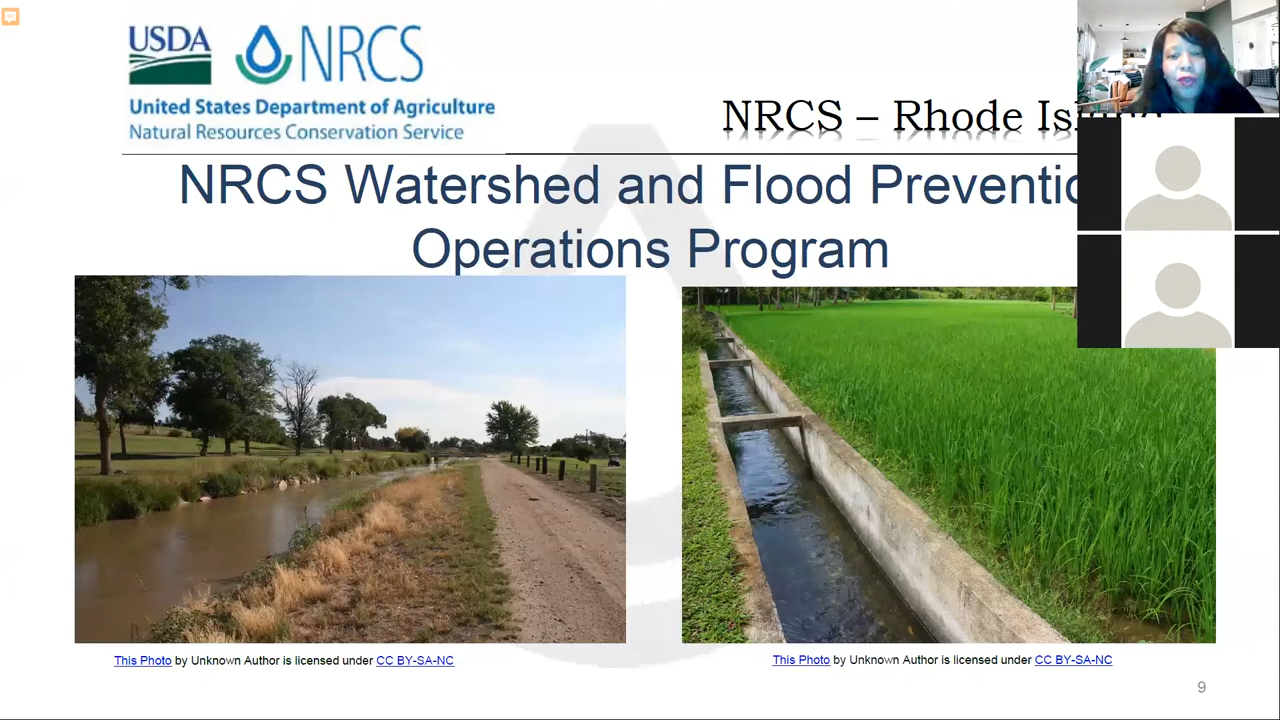 USDA NRCS
United States Department of Agriculture
Natural Resources Conservation Service
NRCS – Rhode
NRCS Watershed and Flood
Operations Program
This Photo by Unknown Author is licensed under CC BY-SA-NC
This Photo by Unknown Author is licensed under CC BY-SA-NC
9